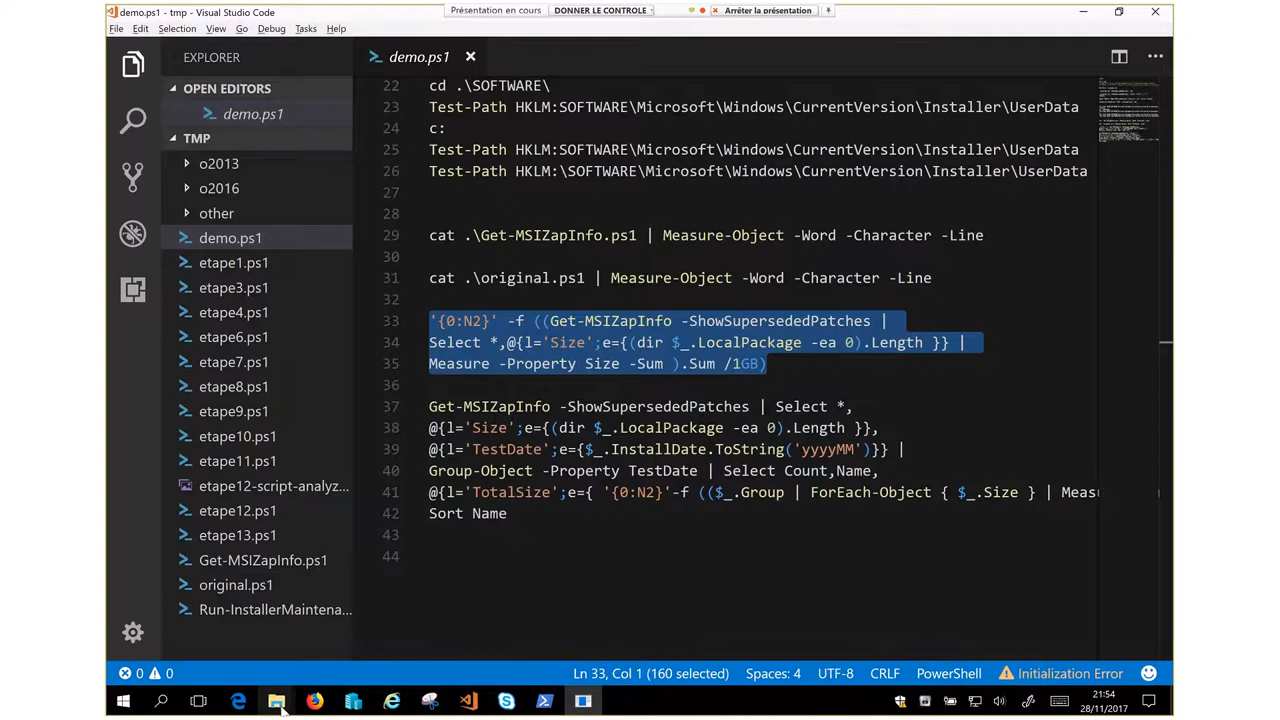 demo.ps1 - tmp - Visual Studio Code
Présentation en cours
DONNER LE CONTROLE
Arrêter la présentation
File Edit Selection View Go Debug Tasks Help
EXPLORER
OPEN EDITORS
demo.ps1
TMP
o2013
o2016
other
demo.ps1
etape1.ps1
etape3.ps1
etape4.ps1
etape6.ps1
etape7.ps1
etape8.ps1
etape9.ps1
etape10.ps1
etape11.ps1
etape12-script-analyz...
etape12.ps1
etape13.ps1
Get-MSIZapInfo.ps1
original.ps1
Run-InstallerMaintena...
demo.ps1
22 cd .\SOFTWARE\
23 Test-Path HKLM:SOFTWARE\Microsoft\Windows\CurrentVersion\Installer\UserData
24 c:
25 Test-Path HKLM:SOFTWARE\Microsoft\Windows\CurrentVersion\Installer\UserData
26 Test-Path HKLM:\SOFTWARE\Microsoft\Windows\CurrentVersion\Installer\UserData
27
28
29 cat .\Get-MSIZapInfo.ps1 | Measure-Object -Word -Character -Line
30
31 cat .\original.ps1 | Measure-Object -Word -Character -Line
32
33 '{0:N2}' -f ((Get-MSIZapInfo -ShowSupersededPatches |
34 Select *,@{l='Size';e={(dir $_.LocalPackage -ea 0).Length }} |
35 Measure -Property Size -Sum ).Sum /1GB)
36
37 Get-MSIZapInfo -ShowSupersededPatches | Select *,
38 @{l='Size';e={(dir $_.LocalPackage -ea 0).Length }},
39 @{l='TestDate';e={$_.InstallDate.ToString('yyyyMM')}} |
40 Group-Object -Property TestDate | Select Count,Name,
41 @{l='TotalSize';e={ '{0:N2}'-f (($_.Group | ForEach-Object { $_.Size } | Meas
42 Sort Name
43
44
0 0
Ln 33, Col 1 (160 selected) Spaces: 4 UTF-8 CRLF PowerShell Initialization Error
21:54
28/11/2017